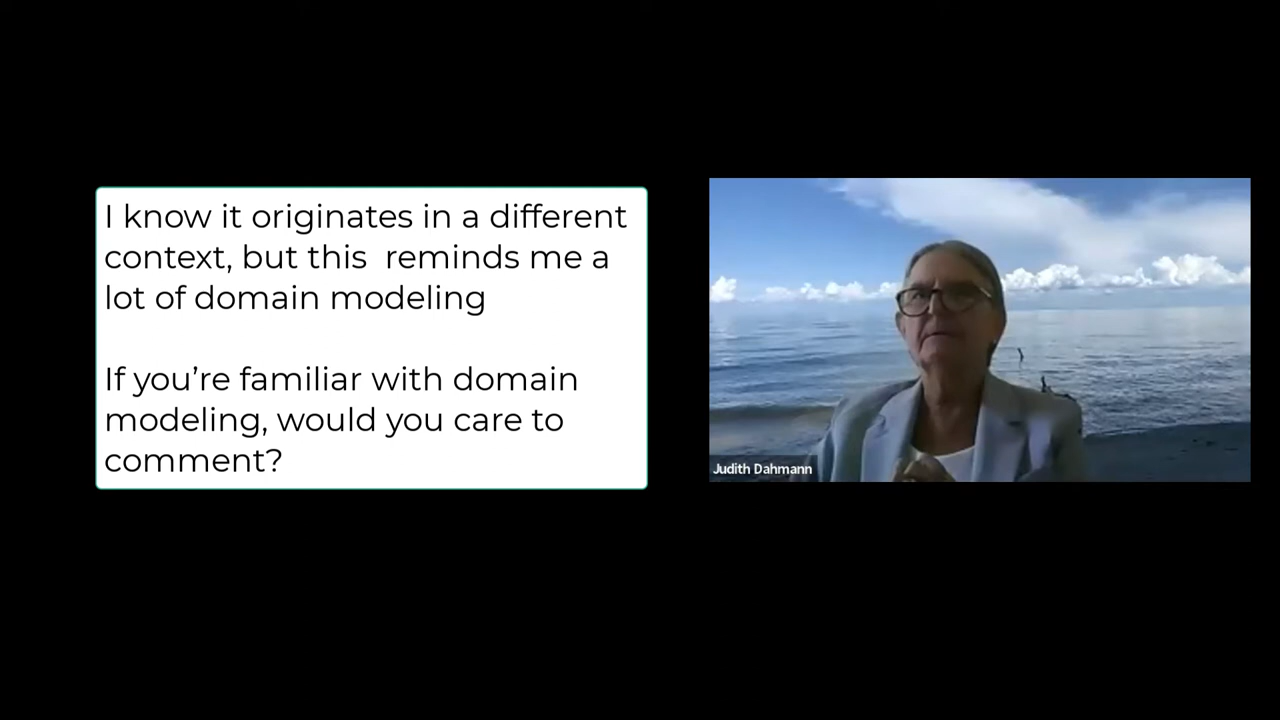 I know it originates in a different
context, but this  reminds me a
lot of domain modeling
If you’re familiar with domain
modeling, would you care to
comment?
Judith Dahmann